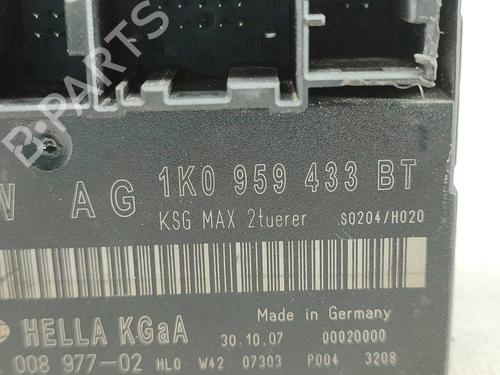 B-PARTS
AG 1K0 959 433 BT
KSG MAX 2tuerer S0204/H020
Made in Germany
HELLA KGaA 30.10.07 00020000
008 977-02 HL0 W42 07303 P004 3208